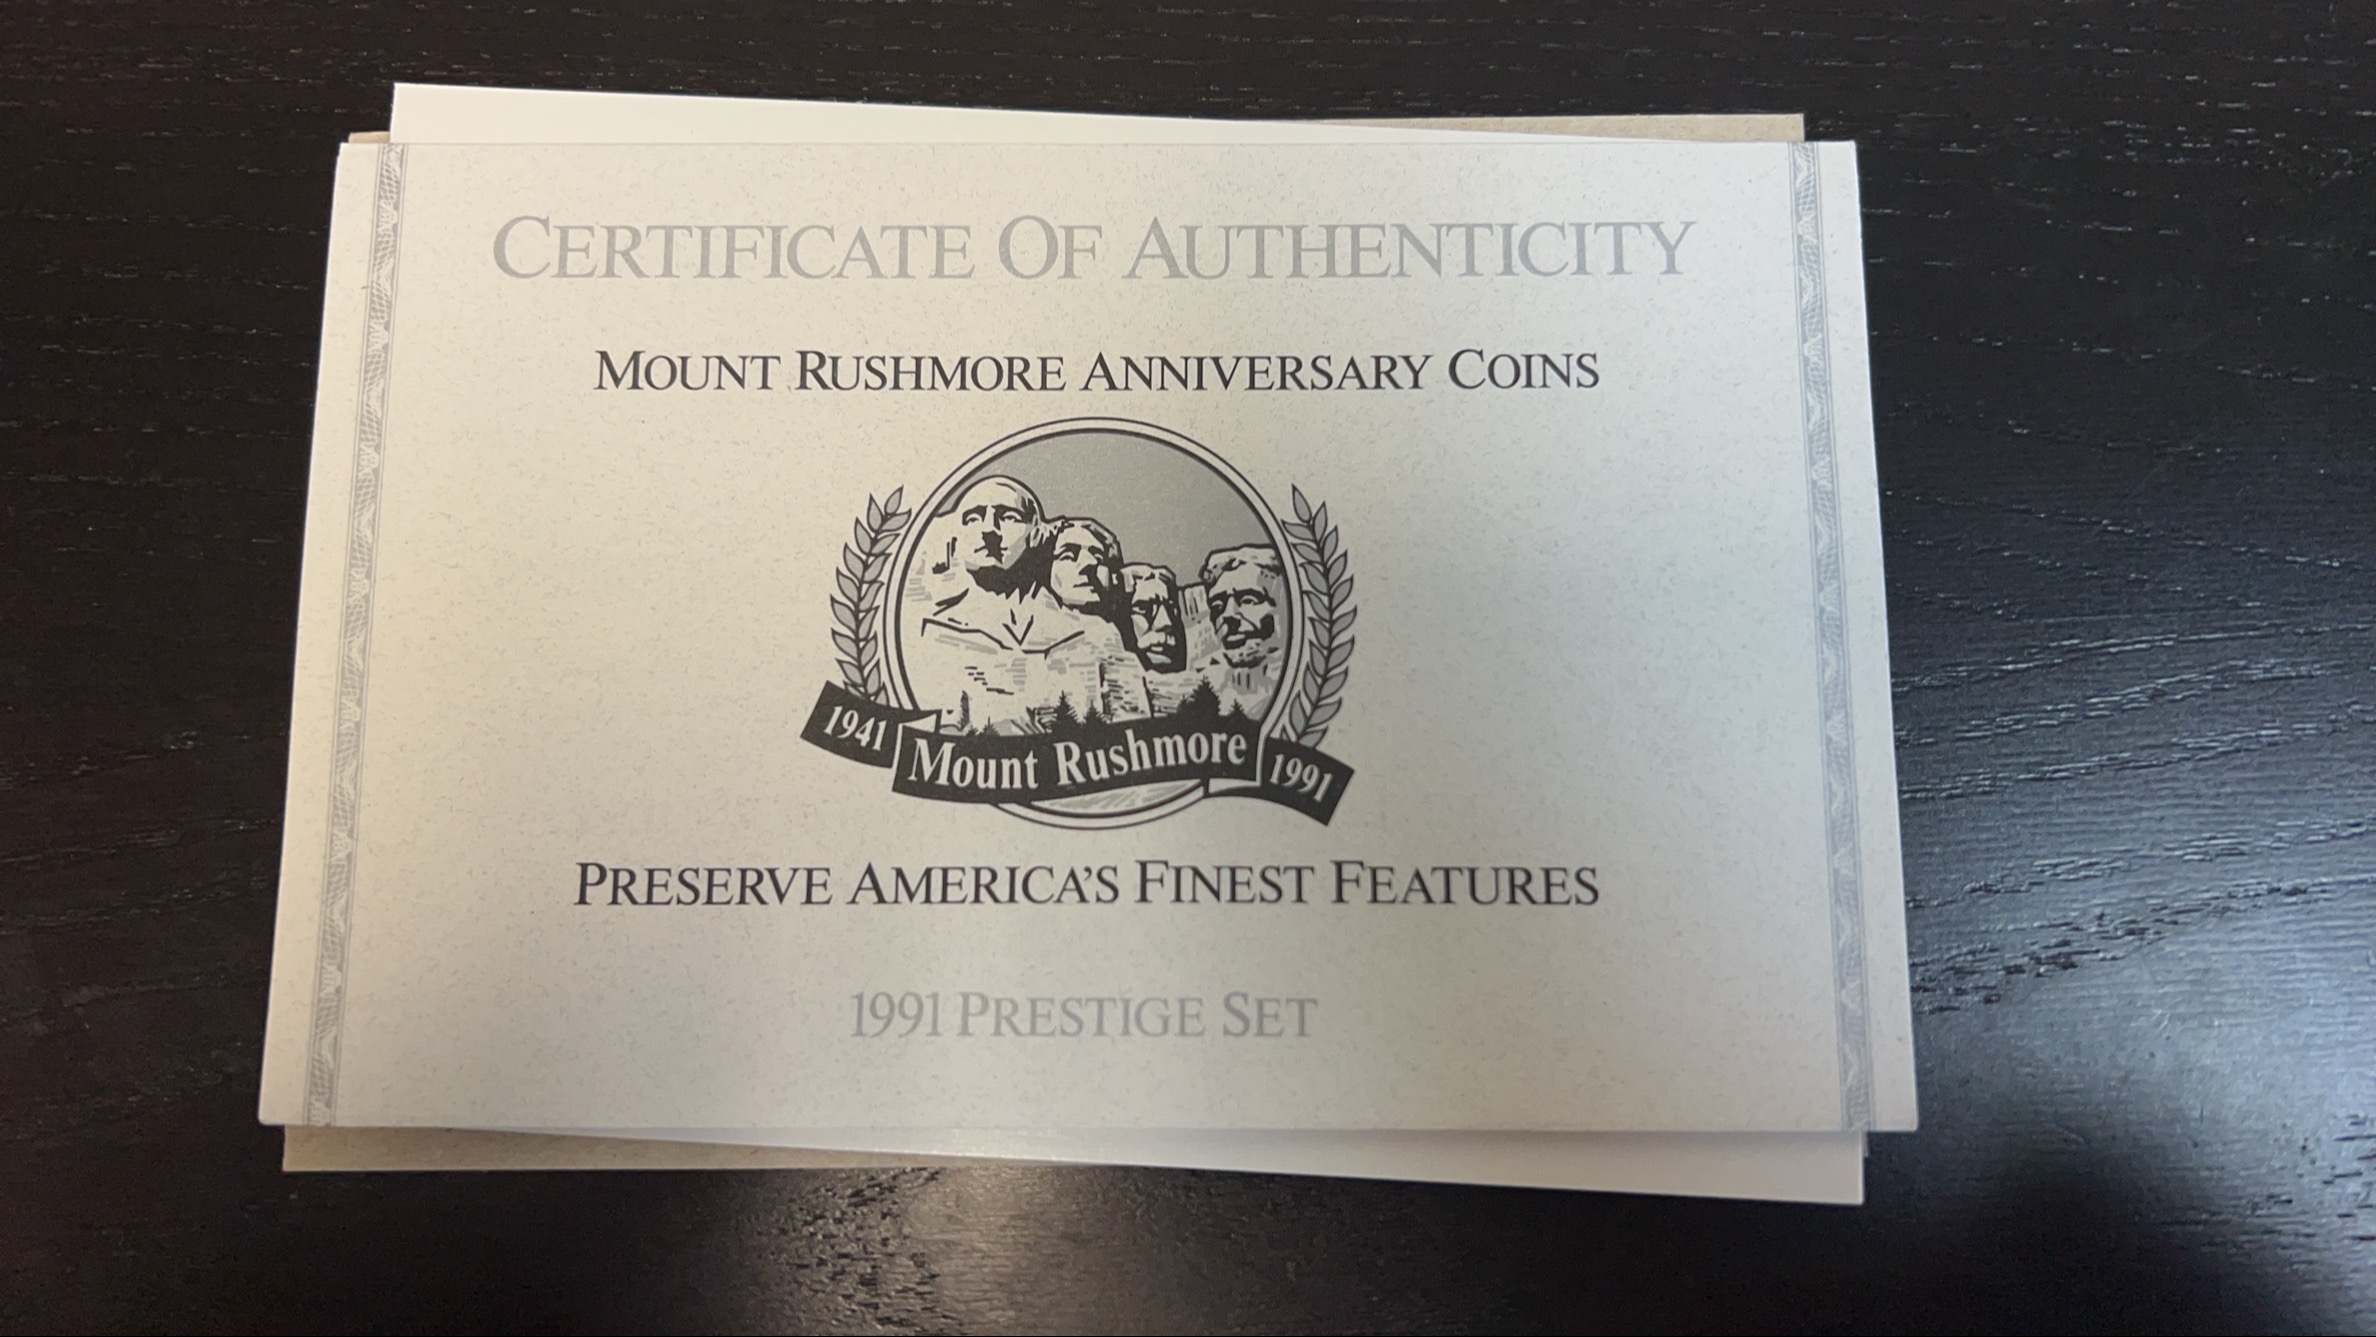 CERTIFICATE OF AUTHENTICITY
MOUNT RUSHMORE ANNIVERSARY COINS
1941 Mount Rushmore 1991
PRESERVE AMERICA'S FINEST FEATURES
1991 PRESTIGE SET